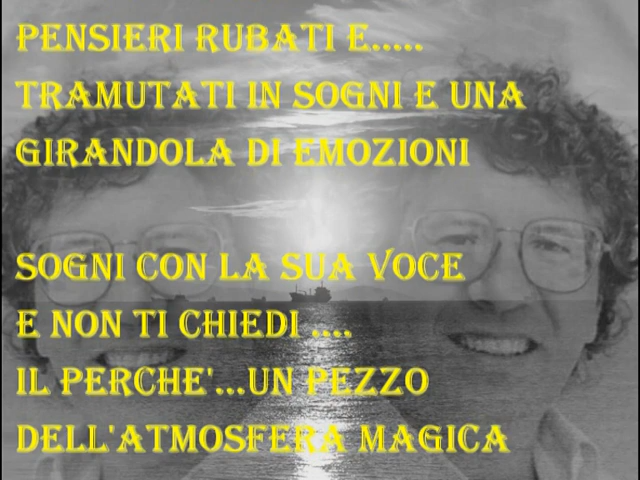 PENSIERI RUBATI E.....
TRAMUTATI IN SOGNI E UNA
GIRANDOLA DI EMOZIONI
SOGNI CON LA SUA VOCE
E NON TI CHIEDI ....
IL PERCHE'...UN PEZZO
DELL'ATMOSFERA MAGICA